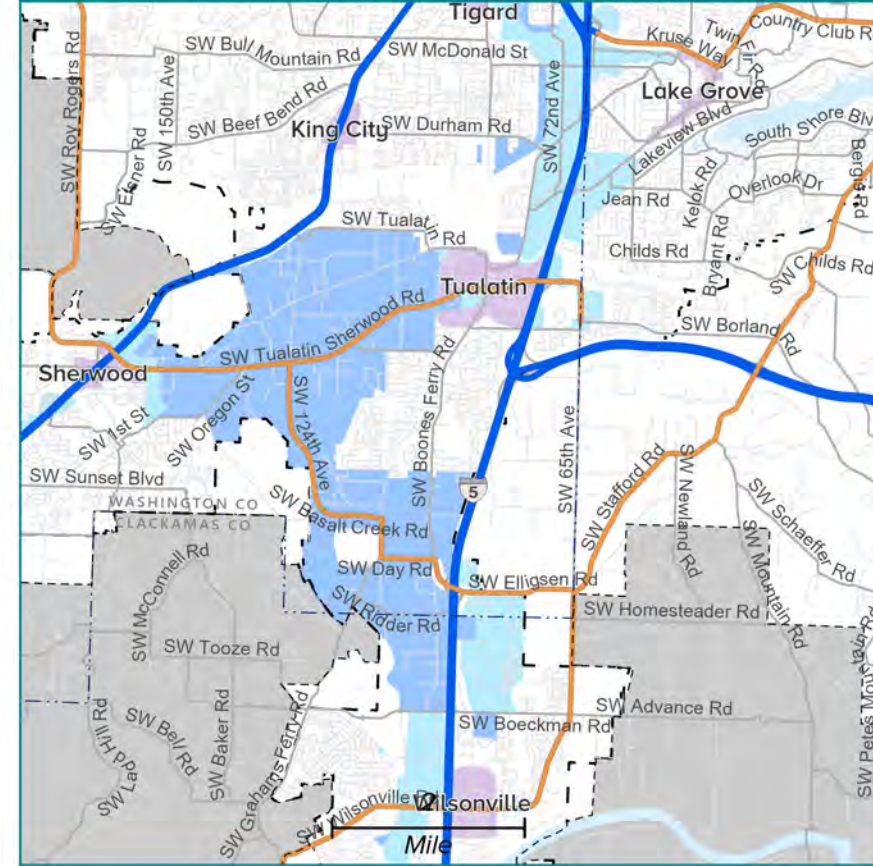 Tigard
SW Roy Rogers Rd
SW 150th Ave
SW Bull Mountain Rd
SW McDonald St
SW 72nd Ave
Kruse Way
Twin Fir Rd
Country Club R
Lake Grove
SW Beef Bend Rd
King City
SW Durham Rd
Lakeview Blvd
South Shore Blv
SW Elsner Rd
Jean Rd
Kelok Rd
Overlook Dr
Bergis Rd
SW Tualatin Rd
Childs Rd
Bryant Rd
SW Childs Rd
Tualatin
SW Tualatin Sherwood Rd
SW Borland Rd
Sherwood
SW 1st St
SW Oregon St
SW 124th Ave
SW Boones Ferry Rd
SW 65th Ave
SW Stafford Rd
SW Newland Rd
SW Sunset Blvd
5
WASHINGTON CO
CLACKAMAS CO
SW Basalt Creek Rd
SW Schaeffer Rd
SW McConnell Rd
SW Day Rd
SW Elligsen Rd
SW Mountain Rd
SW Ridder Rd
SW Homesteader Rd
SW Tooze Rd
SW Petes Mou
tain Rd
SW Advance Rd
SW Boeckman Rd
SW Bell Rd
SW Baker Rd
SW Grahams Ferry Rd
SW Wilsonville Rd
Wilsonville
2
Mile